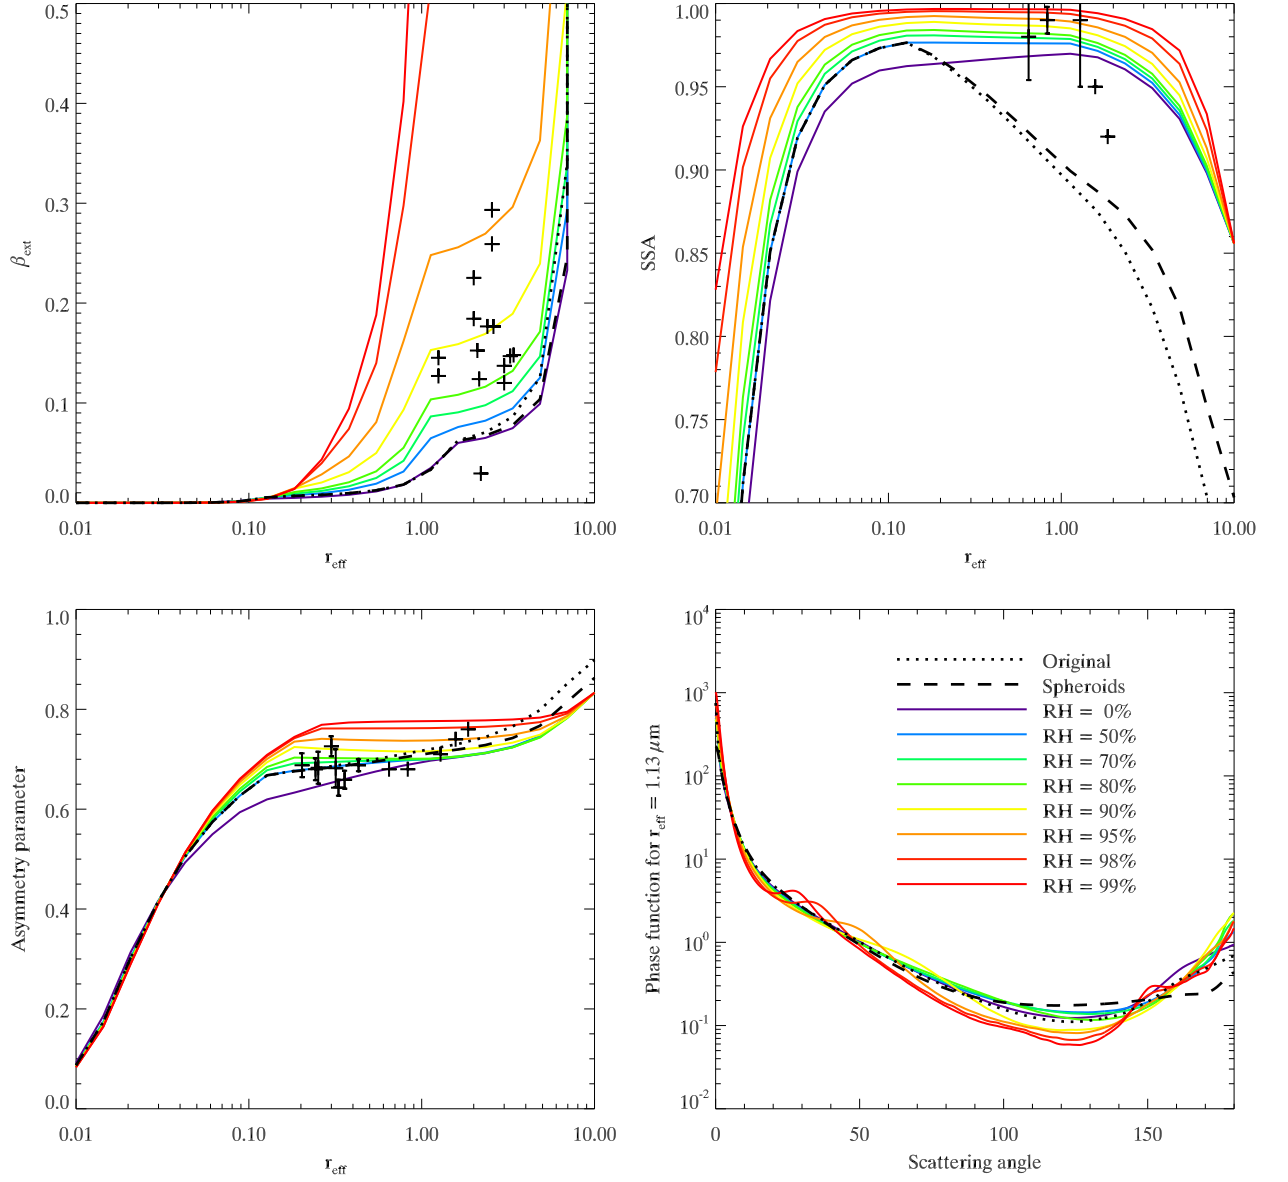 0.5
0.4
0.3
0.2
0.1
0.0
β_ext
0.01 0.10 1.00 10.00
r_eff
1.00
0.95
0.90
0.85
0.80
0.75
0.70
SSA
0.01 0.10 1.00 10.00
r_eff
1.0
0.8
0.6
0.4
0.2
0.0
Asymmetry parameter
0.01 0.10 1.00 10.00
r_eff
10^4
10^3
10^2
10^1
10^0
10^-1
10^-2
Phase function for r_eff = 1.13 μm
Original
Spheroids
RH = 0%
RH = 50%
RH = 70%
RH = 80%
RH = 90%
RH = 95%
RH = 98%
RH = 99%
0 50 100 150
Scattering angle